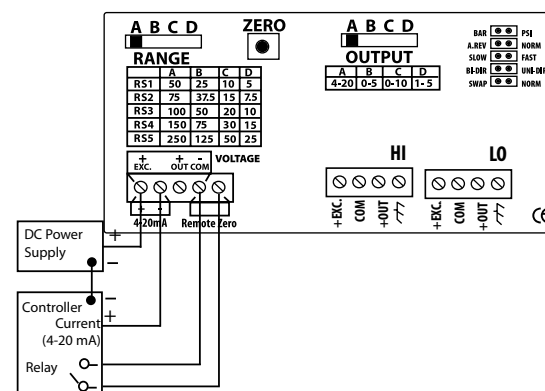 A B C D
ZERO
A B C D
RANGE
A B C D
RS1 50 25 10 5
RS2 75 37.5 15 7.5
RS3 100 50 20 10
RS4 150 75 30 15
RS5 250 125 50 25
OUTPUT
A B C D
4-20 0-5 0-10 1- 5
BAR PSI
A.REV NORM
SLOW FAST
BI-DIR UNI-DIR
SWAP NORM
+ + -
EXC. OUT COM
VOLTAGE
+ -
4-20mA Remote Zero
HI
+EXC.
COM
+OUT
LO
+EXC.
COM
+OUT
CE
DC Power
Supply
+
–
–
Controller
+
Current
(4-20 mA)
Relay